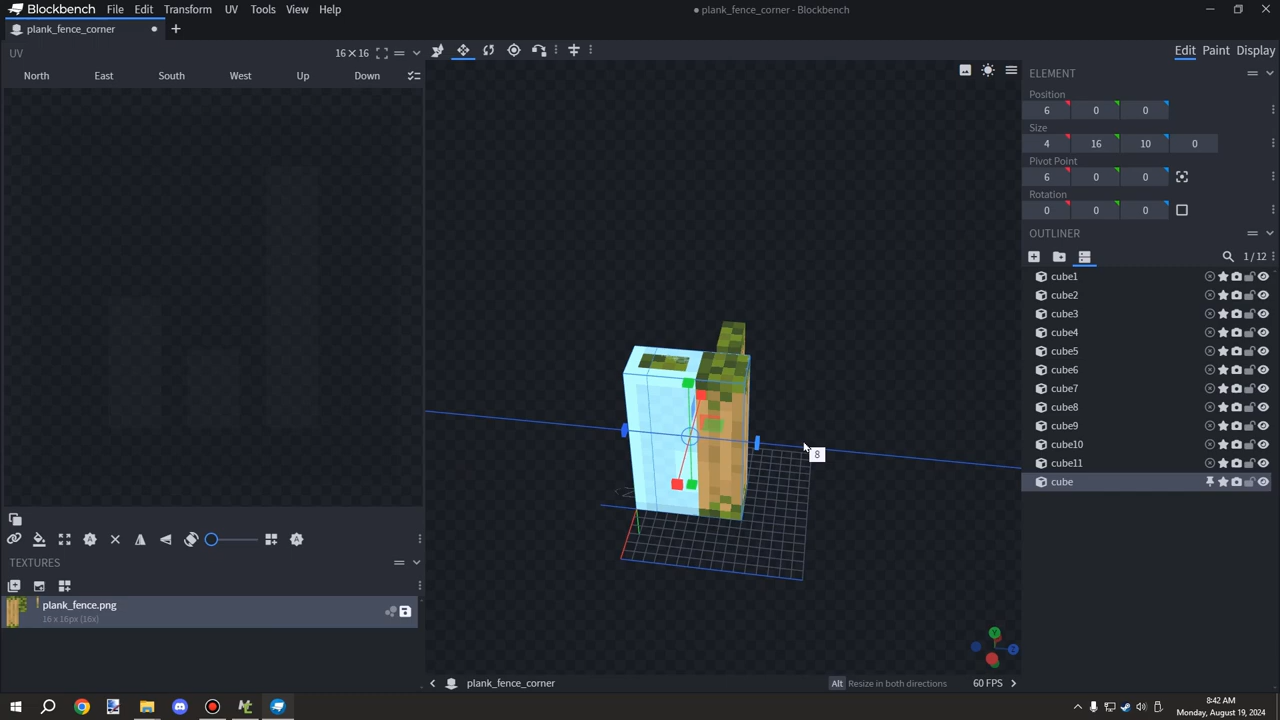 Blockbench File Edit Transform UV Tools View Help
plank_fence_corner - Blockbench
plank_fence_corner
UV 16 × 16
North East South West Up Down
TEXTURES
plank_fence.png
16 x 16px (16x)
8
plank_fence_corner
Alt Resize in both directions 60 FPS
Edit Paint Display
ELEMENT
Position
6 0 0
Size
4 16 10 0
Pivot Point
6 0 0
Rotation
0 0 0
OUTLINER
1 / 12
cube1
cube2
cube3
cube4
cube5
cube6
cube7
cube8
cube9
cube10
cube11
cube
8:42 AM
Monday, August 19, 2024